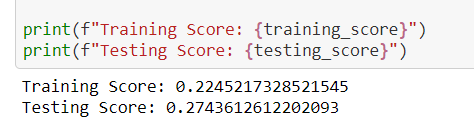 print(f"Training Score: {training_score}")
print(f"Testing Score: {testing_score}")
Training Score: 0.2245217328521545
Testing Score: 0.2743612612202093